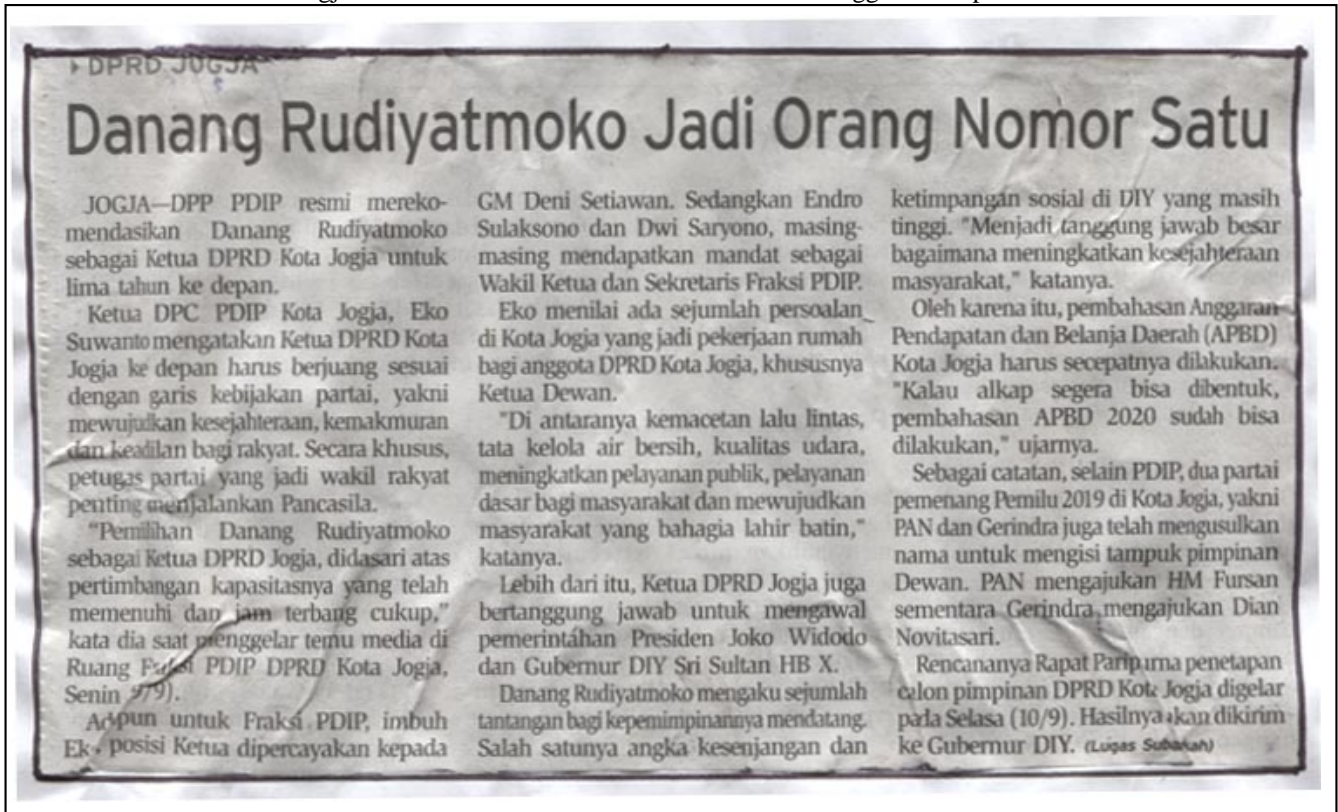 DPRD JOGJA
Danang Rudiyatmoko Jadi Orang Nomor Satu
JOGJA—DPP PDIP resmi mereko-
mendasikan Danang Rudiyatmoko
sebagai Ketua DPRD Kota Jogja untuk
lima tahun ke depan.
Ketua DPC PDIP Kota Jogja, Eko
Suwanto mengatakan Ketua DPRD Kota
Jogja ke depan harus berjuang sesuai
dengan garis kebijakan partai, yakni
mewujudkan kesejahteraan, kemakmuran
dan keadilan bagi rakyat. Secara khusus,
petugas partai yang jadi wakil rakyat
penting menjalankan Pancasila.
"Pemilihan Danang Rudiyatmoko
sebagai Ketua DPRD Jogja, didasari atas
pertimbangan kapasitasnya yang telah
memenuhi dan jam terbang cukup,"
kata dia saat menggelar temu media di
Ruang Fraksi PDIP DPRD Kota Jogja,
Senin (9/9).
Adapun untuk Fraksi PDIP, imbuh
Eko, posisi Ketua dipercayakan kepada
GM Deni Setiawan. Sedangkan Endro
Sulaksono dan Dwi Saryono, masing-
masing mendapatkan mandat sebagai
Wakil Ketua dan Sekretaris Fraksi PDIP.
Eko menilai ada sejumlah persoalan
di Kota Jogja yang jadi pekerjaan rumah
bagi anggota DPRD Kota Jogja, khususnya
Ketua Dewan.
"Di antaranya kemacetan lalu lintas,
tata kelola air bersih, kualitas udara,
meningkatkan pelayanan publik, pelayanan
dasar bagi masyarakat dan mewujudkan
masyarakat yang bahagia lahir batin,"
katanya.
Lebih dari itu, Ketua DPRD Jogja juga
bertanggung jawab untuk mengawal
pemerintahan Presiden Joko Widodo
dan Gubernur DIY Sri Sultan HB X.
Danang Rudiyatmoko mengaku sejumlah
tantangan bagi kepemimpinannya mendatang.
Salah satunya angka kesenjangan dan
ketimpangan sosial di DIY yang masih
tinggi. "Menjadi tanggung jawab besar
bagaimana meningkatkan kesejahteraan
masyarakat," katanya.
Oleh karena itu, pembahasan Anggaran
Pendapatan dan Belanja Daerah (APBD)
Kota Jogja harus secepatnya dilakukan.
"Kalau alkap segera bisa dibentuk,
pembahasan APBD 2020 sudah bisa
dilakukan," ujarnya.
Sebagai catatan, selain PDIP, dua partai
pemenang Pemilu 2019 di Kota Jogja, yakni
PAN dan Gerindra juga telah mengusulkan
nama untuk mengisi tampuk pimpinan
Dewan. PAN mengajukan HM Fursan
sementara Gerindra mengajukan Dian
Novitasari.
Rencananya Rapat Paripurna penetapan
calon pimpinan DPRD Kota Jogja digelar
pada Selasa (10/9). Hasilnya akan dikirim
ke Gubernur DIY. (Lugas Subarkah)